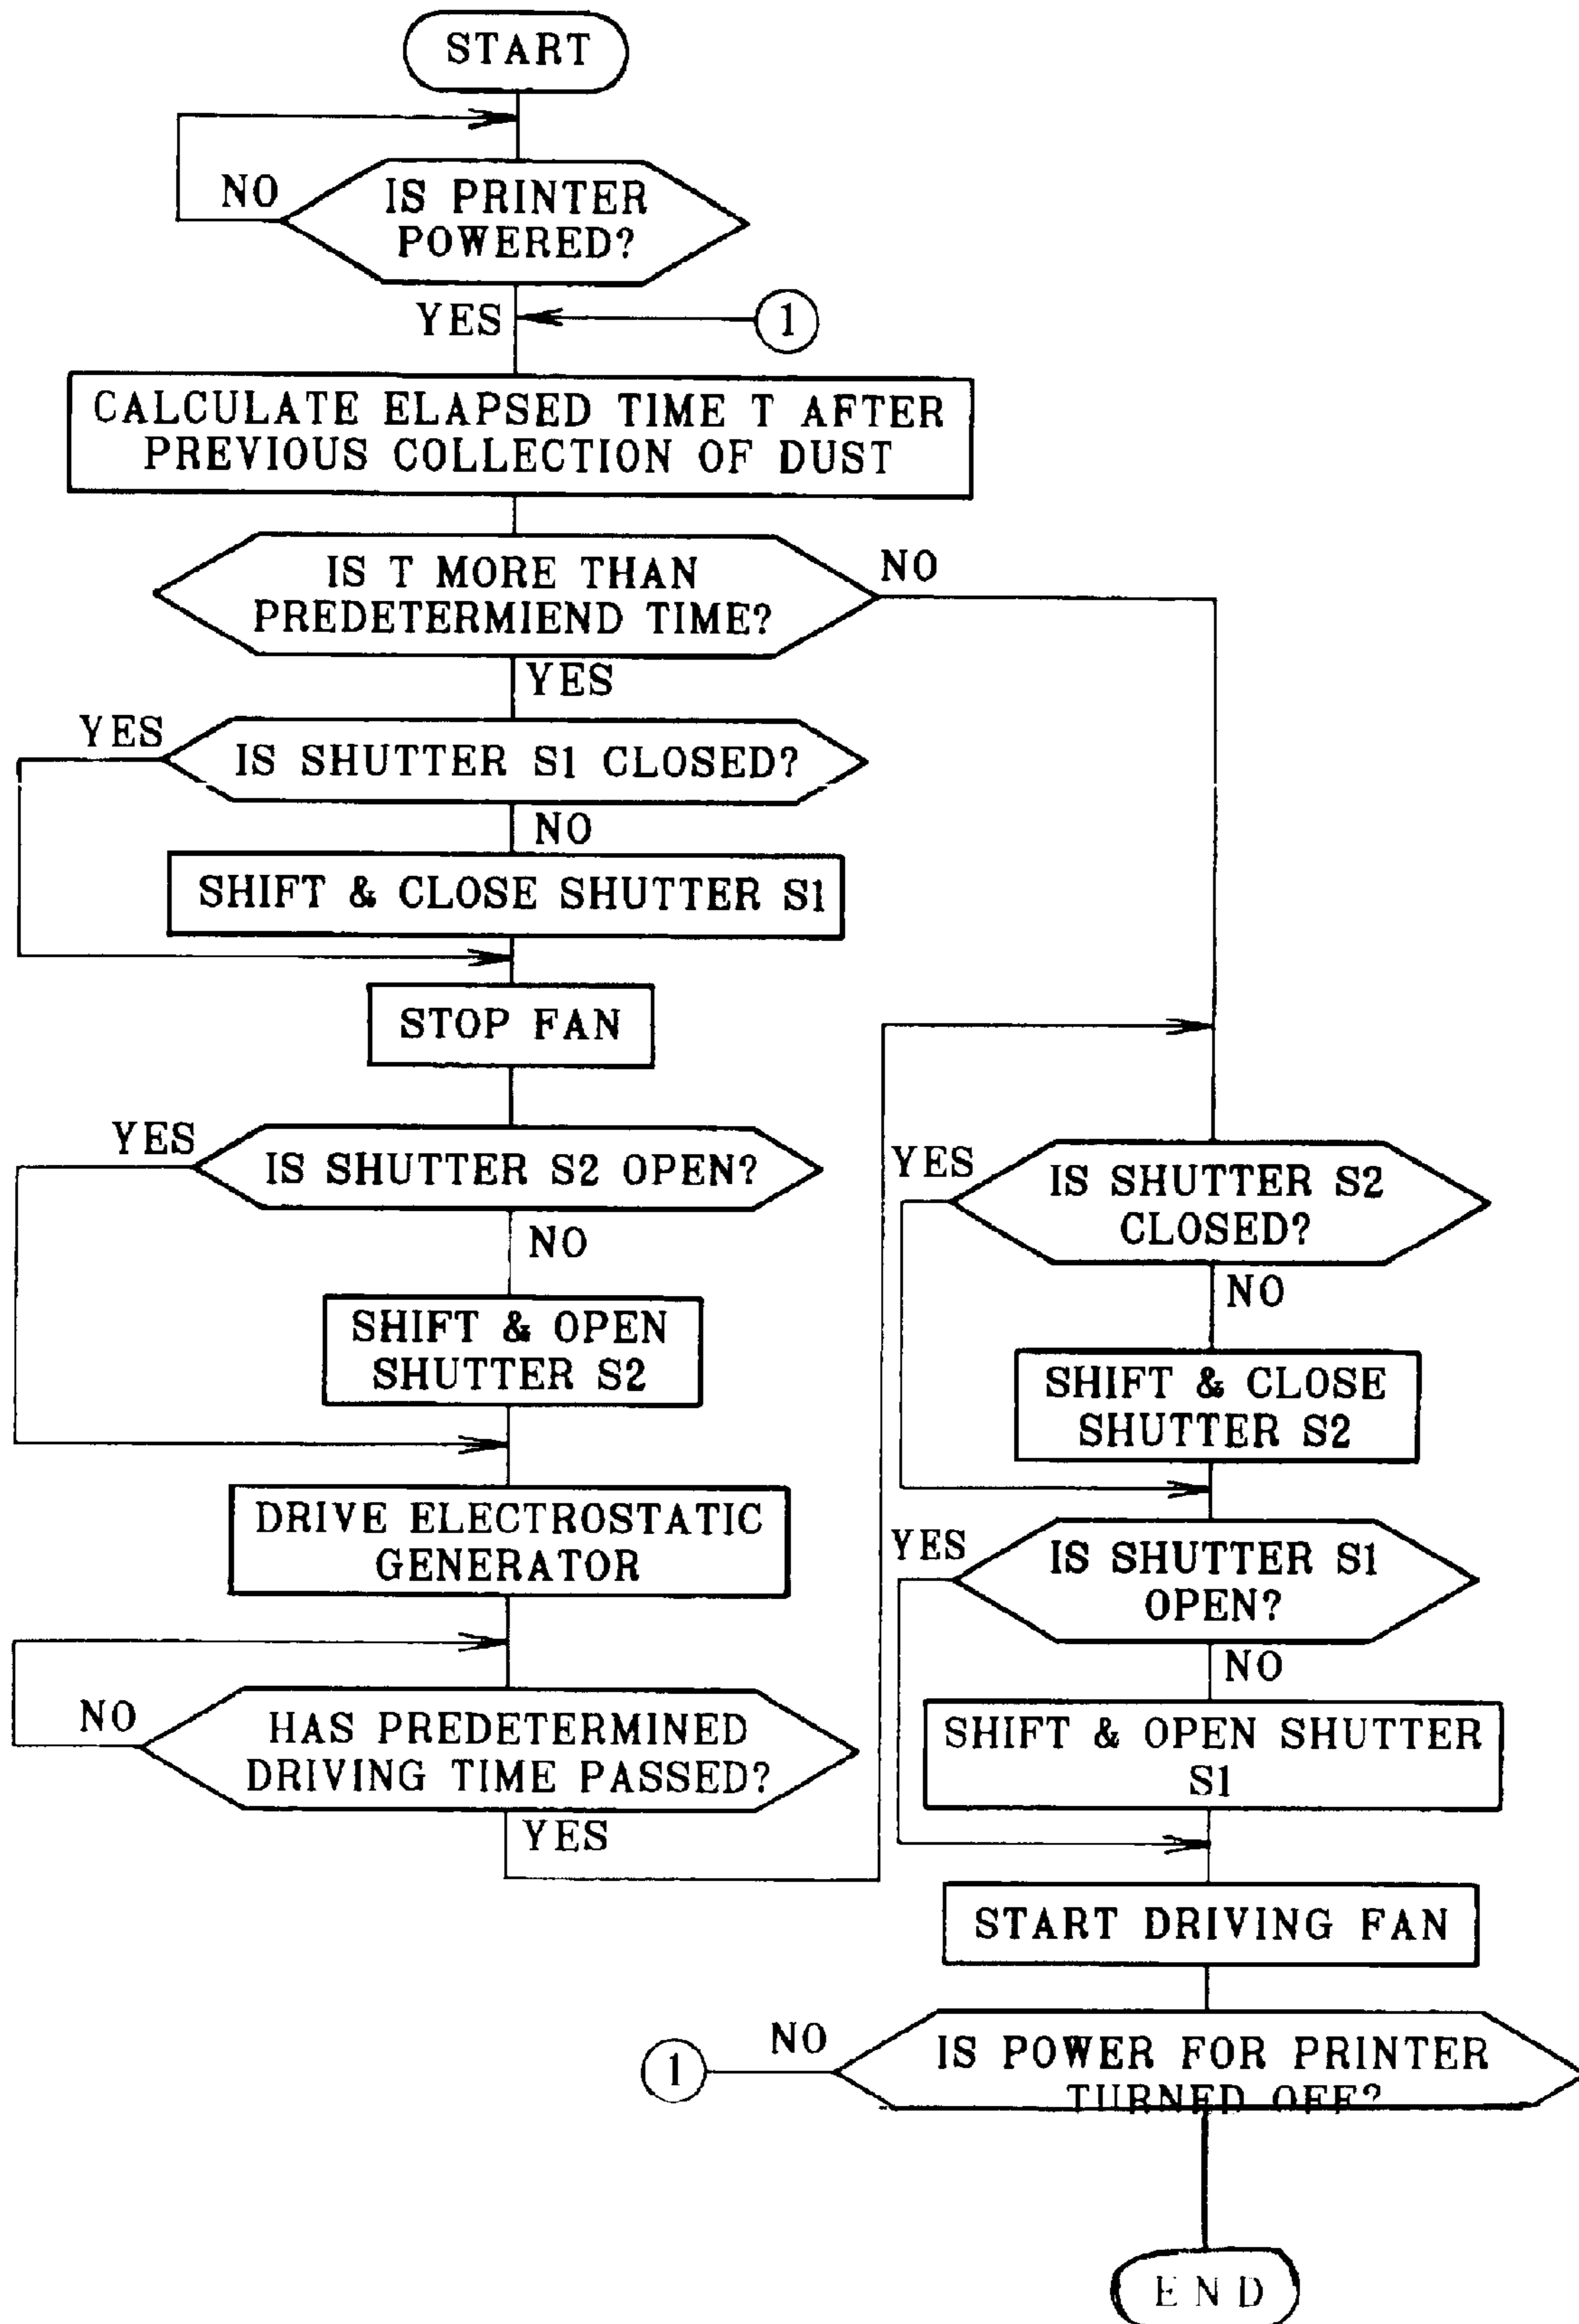 START
NO
IS PRINTER
POWERED?
YES
1
CALCULATE ELAPSED TIME T AFTER
PREVIOUS COLLECTION OF DUST
IS T MORE THAN
PREDETERMIEND TIME?
NO
YES
YES
IS SHUTTER S1 CLOSED?
NO
SHIFT & CLOSE SHUTTER S1
STOP FAN
YES
IS SHUTTER S2 OPEN?
NO
SHIFT & OPEN
SHUTTER S2
DRIVE ELECTROSTATIC
GENERATOR
NO
HAS PREDETERMINED
DRIVING TIME PASSED?
YES
YES
IS SHUTTER S2
CLOSED?
NO
SHIFT & CLOSE
SHUTTER S2
YES
IS SHUTTER S1
OPEN?
NO
SHIFT & OPEN SHUTTER
S1
START DRIVING FAN
1
NO
IS POWER FOR PRINTER
TURNED OFF?
END